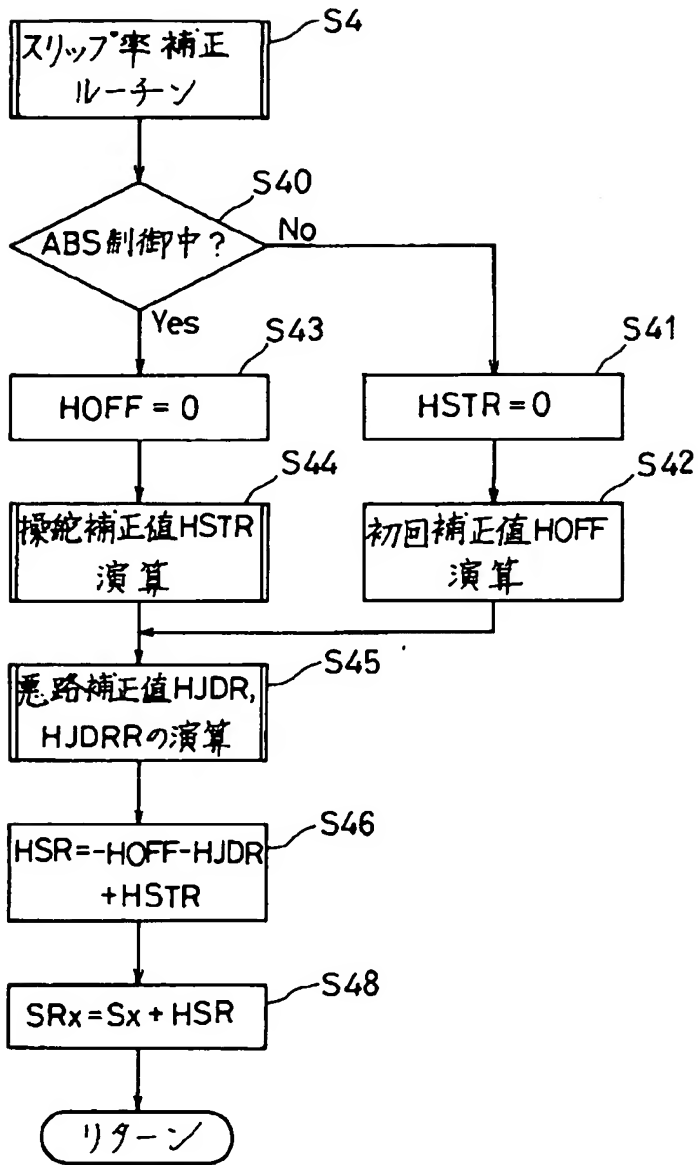 スリップ率補正
ルーチン
S4
S40
ABS制御中?
No
Yes
S43
HOFF = 0
S41
HSTR = 0
S44
操舵補正値HSTR
演算
S42
初回補正値HOFF
演算
S45
悪路補正値HJDR,
HJDRRの演算
S46
HSR=-HOFF-HJDR
+HSTR
S48
SRx=Sx+HSR
リターン